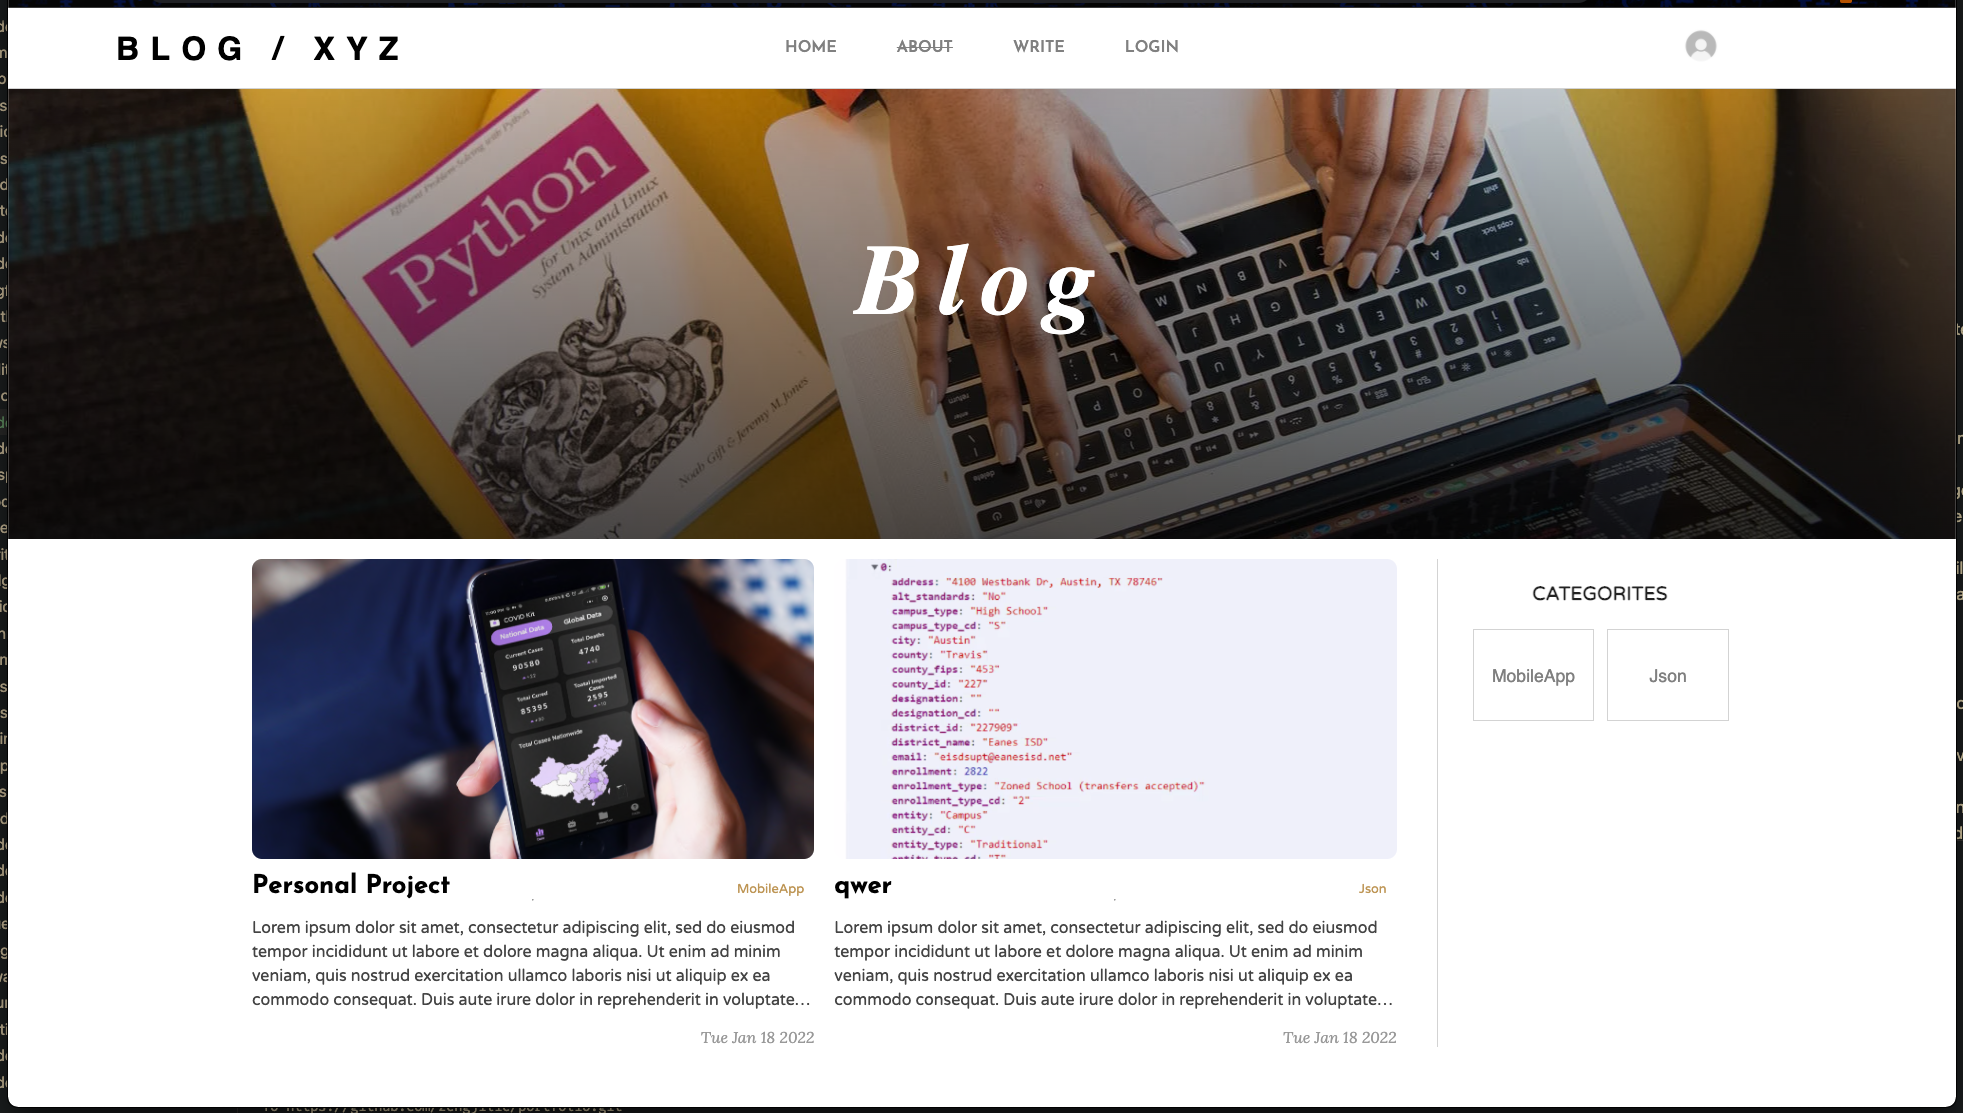 BLOG / XYZ
HOME ABOUT WRITE LOGIN
Efficient Problem-Solving with Python
Python
for Unix and Linux
System Administration
Noah Gift & Jeremy M. Jones
Blog
COVID Kit
National Data Global Data
Current Cases Total Deaths
90580 4740
Total Cured
85395 2595
Total Cases Nationwide
0:
address: "4100 Westbank Dr, Austin, TX 78746"
alt_standards: "No"
campus_type: "High School"
campus_type_cd: "S"
city: "Austin"
county: "Travis"
county_fips: "453"
county_id: "227"
designation: ""
designation_cd: ""
district_id: "227909"
district_name: "Eanes ISD"
email: "eisdsupt@eanesisd.net"
enrollment: 2822
enrollment_type: "Zoned School (transfers accepted)"
enrollment_type_cd: "2"
entity: "Campus"
entity_cd: "C"
entity_type: "Traditional"
CATEGORITES
MobileApp Json
Personal Project MobileApp
Lorem ipsum dolor sit amet, consectetur adipiscing elit, sed do eiusmod
tempor incididunt ut labore et dolore magna aliqua. Ut enim ad minim
veniam, quis nostrud exercitation ullamco laboris nisi ut aliquip ex ea
commodo consequat. Duis aute irure dolor in reprehenderit in voluptate…
Tue Jan 18 2022
qwer Json
Lorem ipsum dolor sit amet, consectetur adipiscing elit, sed do eiusmod
tempor incididunt ut labore et dolore magna aliqua. Ut enim ad minim
veniam, quis nostrud exercitation ullamco laboris nisi ut aliquip ex ea
commodo consequat. Duis aute irure dolor in reprehenderit in voluptate…
Tue Jan 18 2022